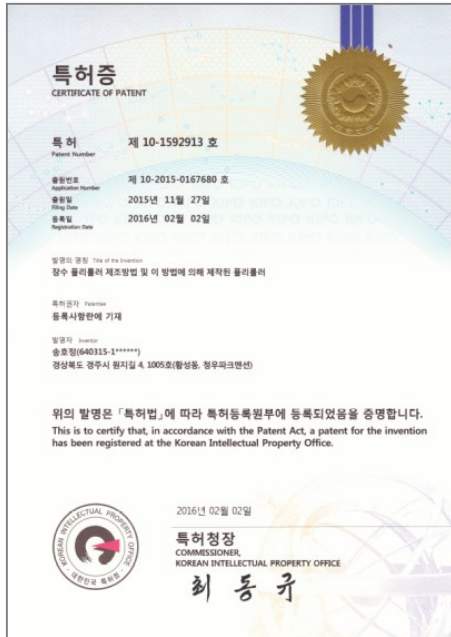 특허증
CERTIFICATE OF PATENT
특허 제 10-1592913 호
Patent Number
출원번호 제 10-2015-0167680 호
Application Number
출원일 2015년 11월 27일
Filing Date
등록일 2016년 02월 02일
Registration Date
발명의 명칭 Title of the Invention
장수 폴리롤러 제조방법 및 이 방법에 의해 제작된 폴리롤러
특허권자 Patentee
등록사항란에 기재
발명자 Inventor
송호정(640315-1******)
경상북도 경주시 원지길 4, 1005호(황성동, 청우파크맨션)
위의 발명은 「특허법」에 따라 특허등록원부에 등록되었음을 증명합니다.
This is to certify that, in accordance with the Patent Act, a patent for the invention
has been registered at the Korean Intellectual Property Office.
2016년 02월 02일
특허청장
COMMISSIONER,
KOREAN INTELLECTUAL PROPERTY OFFICE
최동규
KOREAN INTELLECTUAL PROPERTY OFFICE
대한민국 특허청